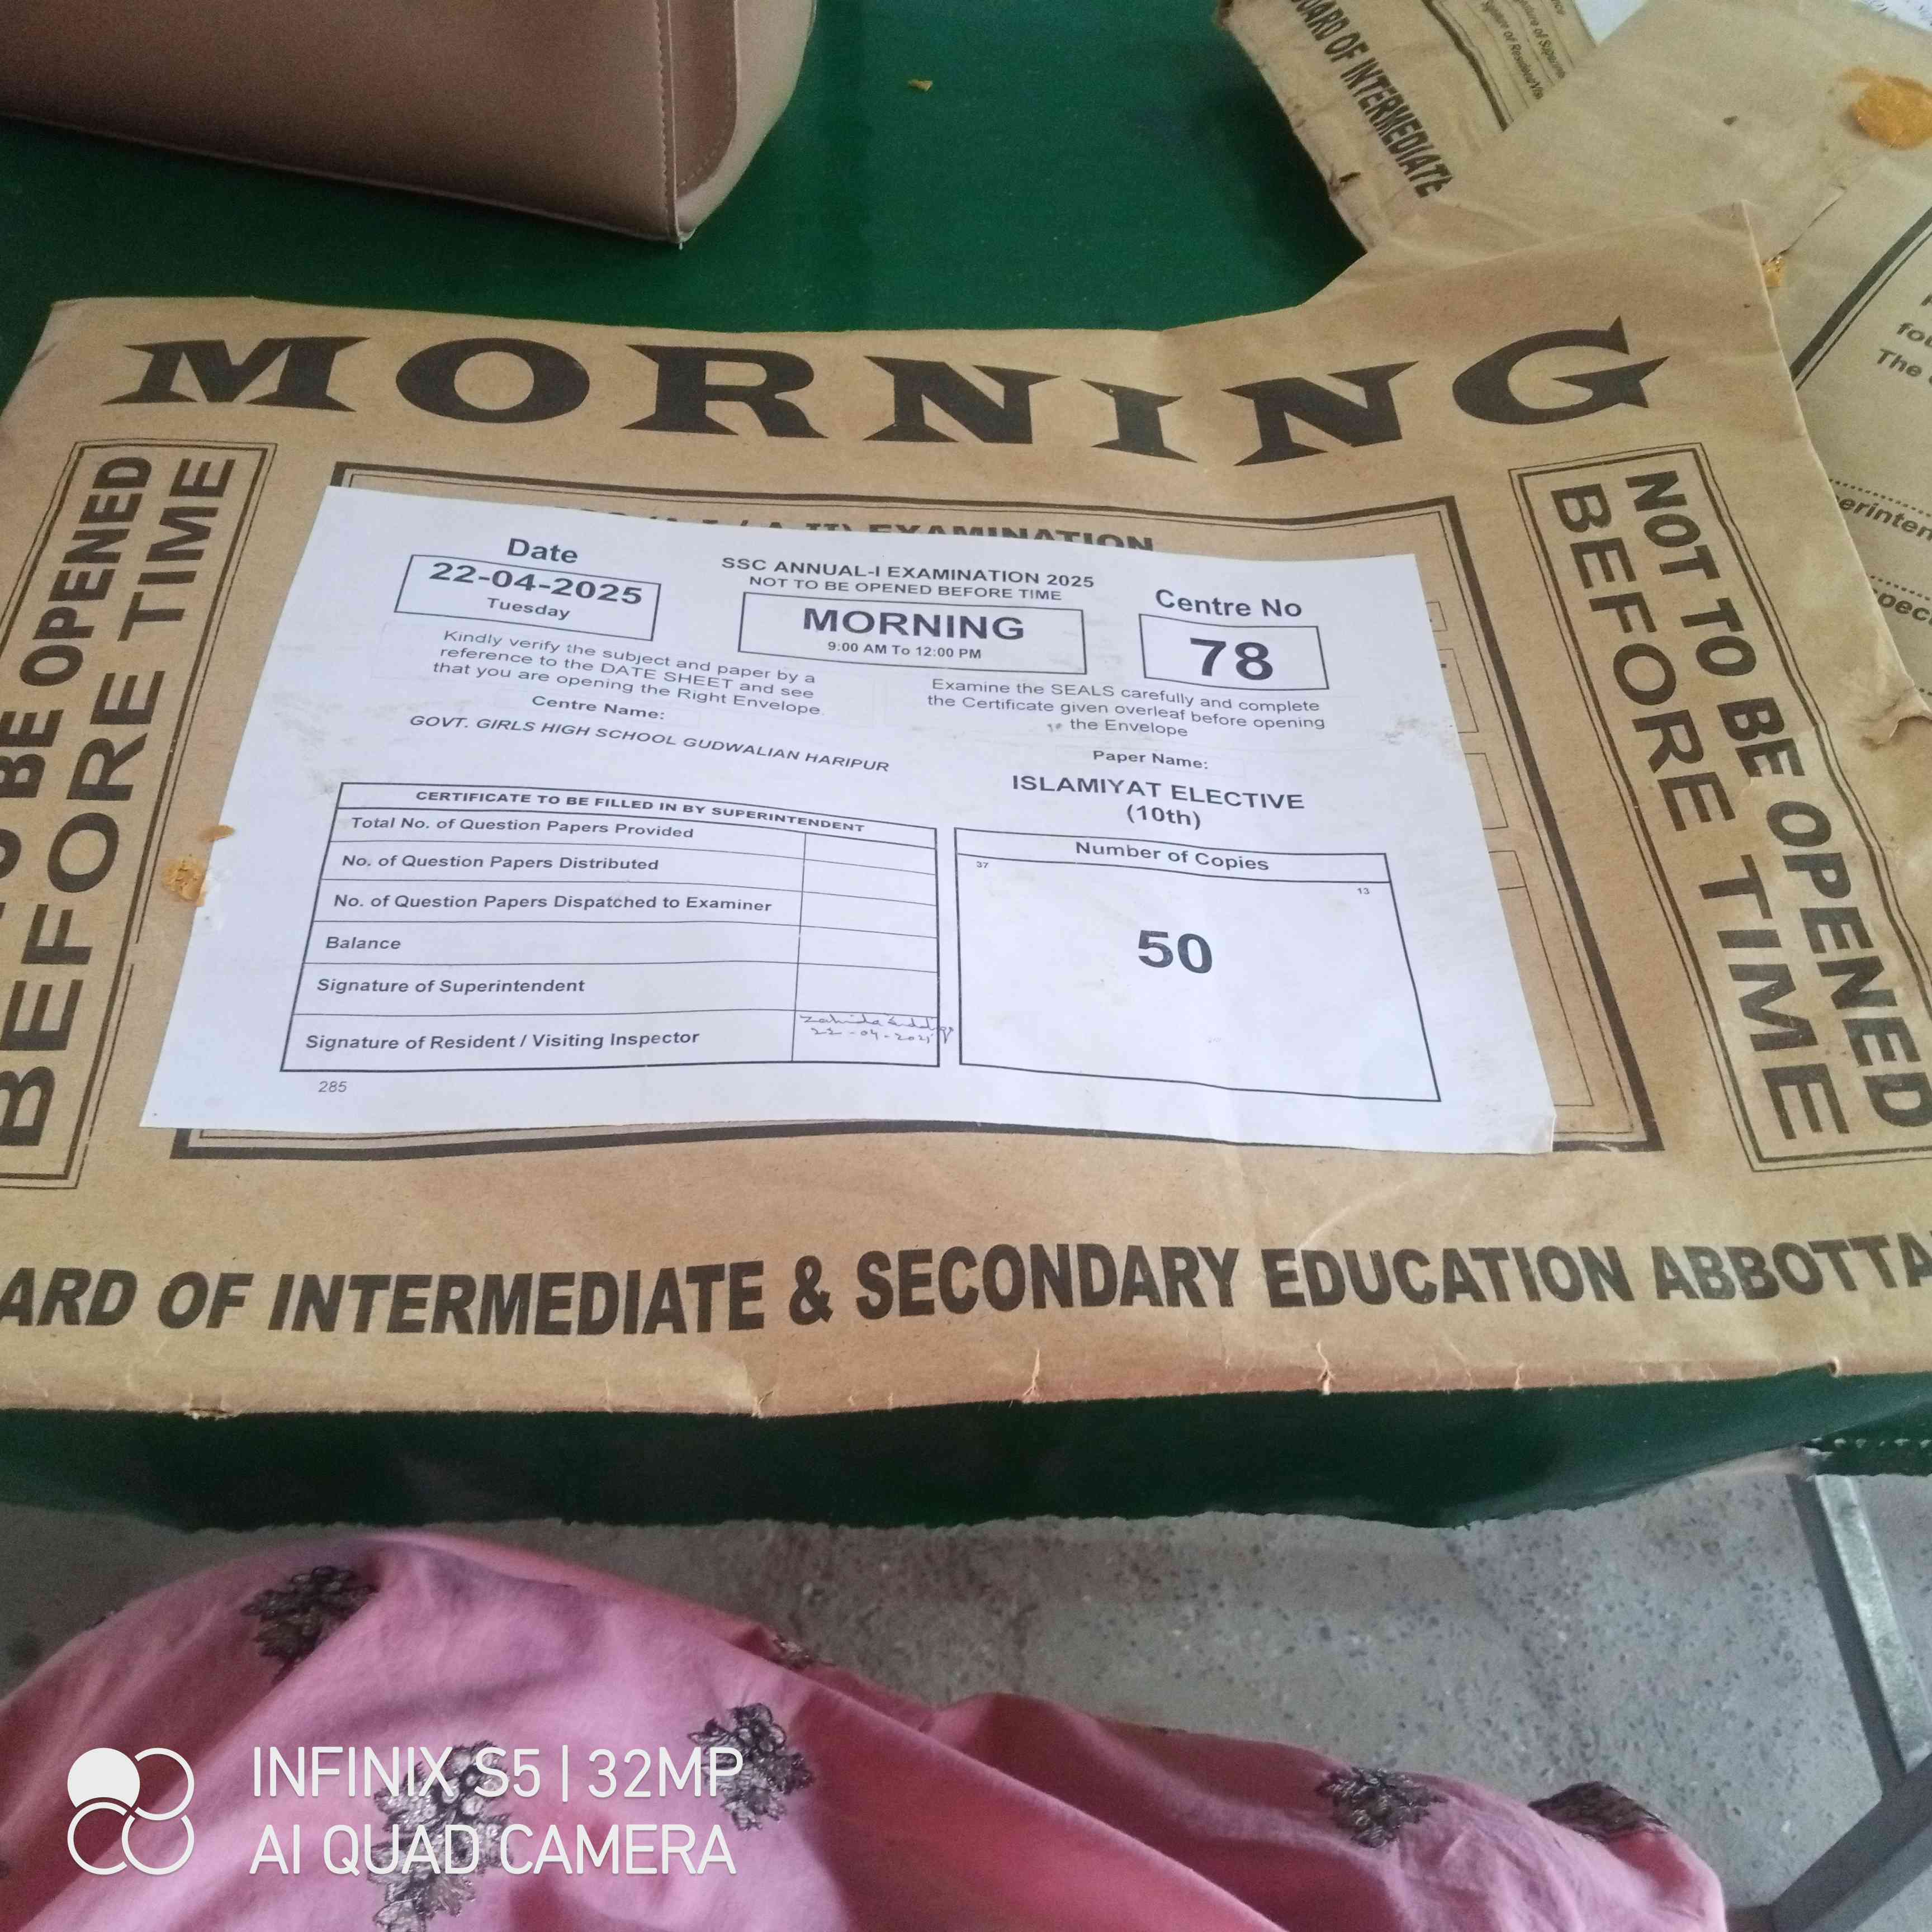 MORNING
NOT TO BE OPENED
BEFORE TIME
BE OPENED
BEFORE TIME
EXAMINATION
Date
22-04-2025
Tuesday
SSC ANNUAL-I EXAMINATION 2025
NOT TO BE OPENED BEFORE TIME
MORNING
9:00 AM To 12:00 PM
Centre No
78
Kindly verify the subject and paper by a
reference to the DATE SHEET and see
that you are opening the Right Envelope
Centre Name:
GOVT. GIRLS HIGH SCHOOL GUDWALIAN HARIPUR
Examine the SEALS carefully and complete
the Certificate given overleaf before opening
the Envelope
Paper Name:
ISLAMIYAT ELECTIVE
(10th)
CERTIFICATE TO BE FILLED IN BY SUPERINTENDENT
Total No. of Question Papers Provided
No. of Question Papers Distributed
No. of Question Papers Dispatched to Examiner
Balance
Signature of Superintendent
Signature of Resident / Visiting Inspector
22-04-2025
285
Number of Copies
37
13
50
ARD OF INTERMEDIATE & SECONDARY EDUCATION ABBOTTA
OARD OF INTERMEDIATE
The
INFINIX S5 | 32MP
AI QUAD CAMERA